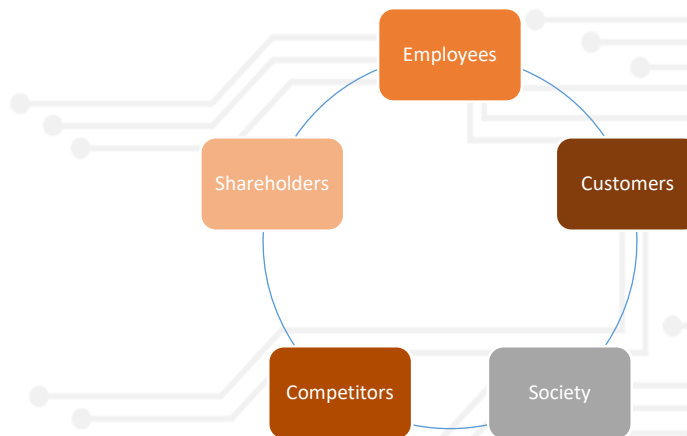 Employees
Shareholders
Customers
Competitors
Society